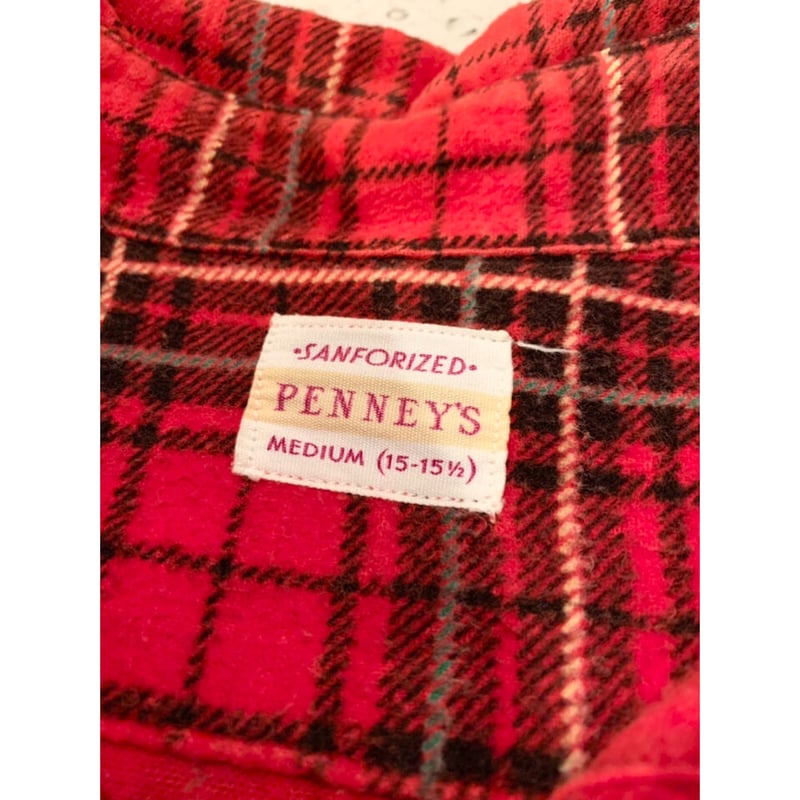 •SANFORIZED•
PENNEY'S
MEDIUM (15-15½)